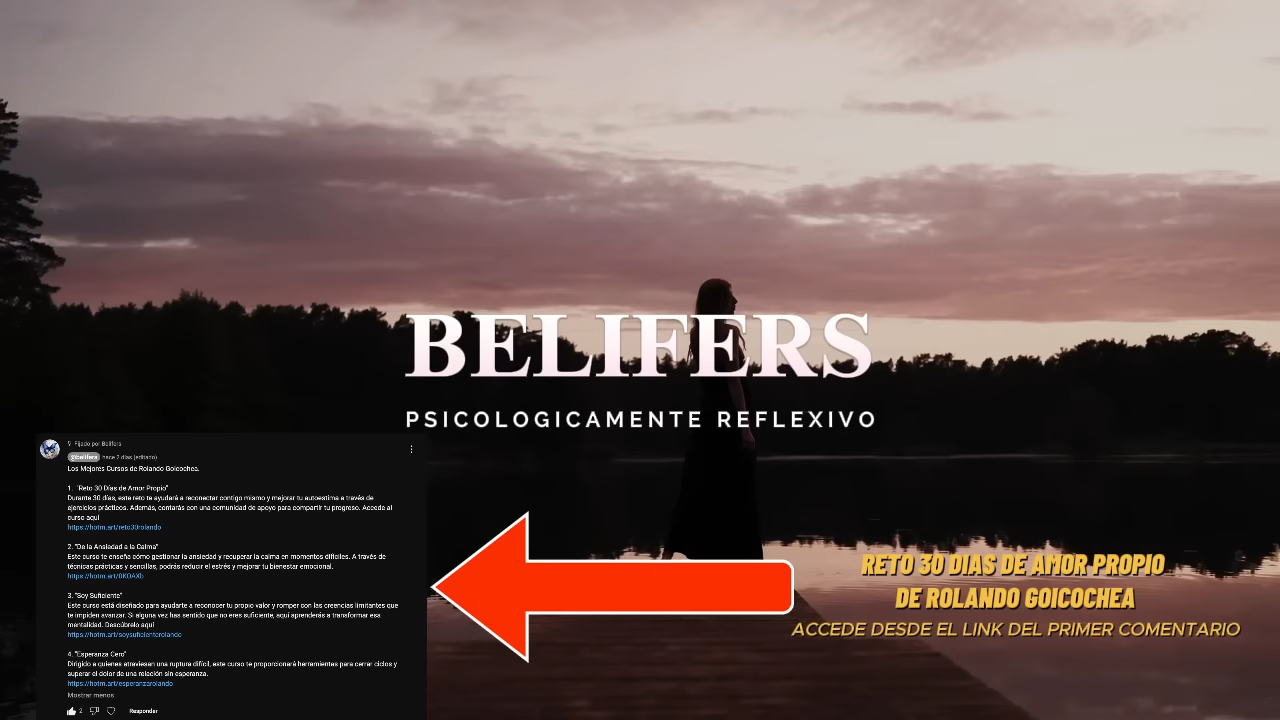 BELIFERS
PSICOLOGICAMENTE REFLEXIVO
Fijado por Belifers
@belifers hace 2 días (editado)
Los Mejores Cursos de Rolando Goicochea.
1. "Reto 30 Días de Amor Propio"
Durante 30 días, este reto te ayudará a reconectar contigo mismo y mejorar tu autoestima a través de
ejercicios prácticos. Además, contarás con una comunidad de apoyo para compartir tu progreso. Accede al
curso aquí
https://hotm.art/reto30rolando
2. "De la Ansiedad a la Calma"
Este curso te enseña cómo gestionar la ansiedad y recuperar la calma en momentos difíciles. A través de
técnicas prácticas y sencillas, podrás reducir el estrés y mejorar tu bienestar emocional.
https://hotm.art/0K0AXb
3. "Soy Suficiente"
Este curso está diseñado para ayudarte a reconocer tu propio valor y romper con las creencias limitantes que
te impiden avanzar. Si alguna vez has sentido que no eres suficiente, aquí aprenderás a transformar esa
mentalidad. Descúbrelo aquí
https://hotm.art/soysuficienterolando
4. "Esperanza Cero"
Dirigido a quienes atraviesan una ruptura difícil, este curso te proporcionará herramientas para cerrar ciclos y
superar el dolor de una relación sin esperanza.
https://hotm.art/esperanzarolando
Mostrar menos
2 Responder
RETO 30 DIAS DE AMOR PROPIO
DE ROLANDO GOICOCHEA
ACCEDE DESDE EL LINK DEL PRIMER COMENTARIO